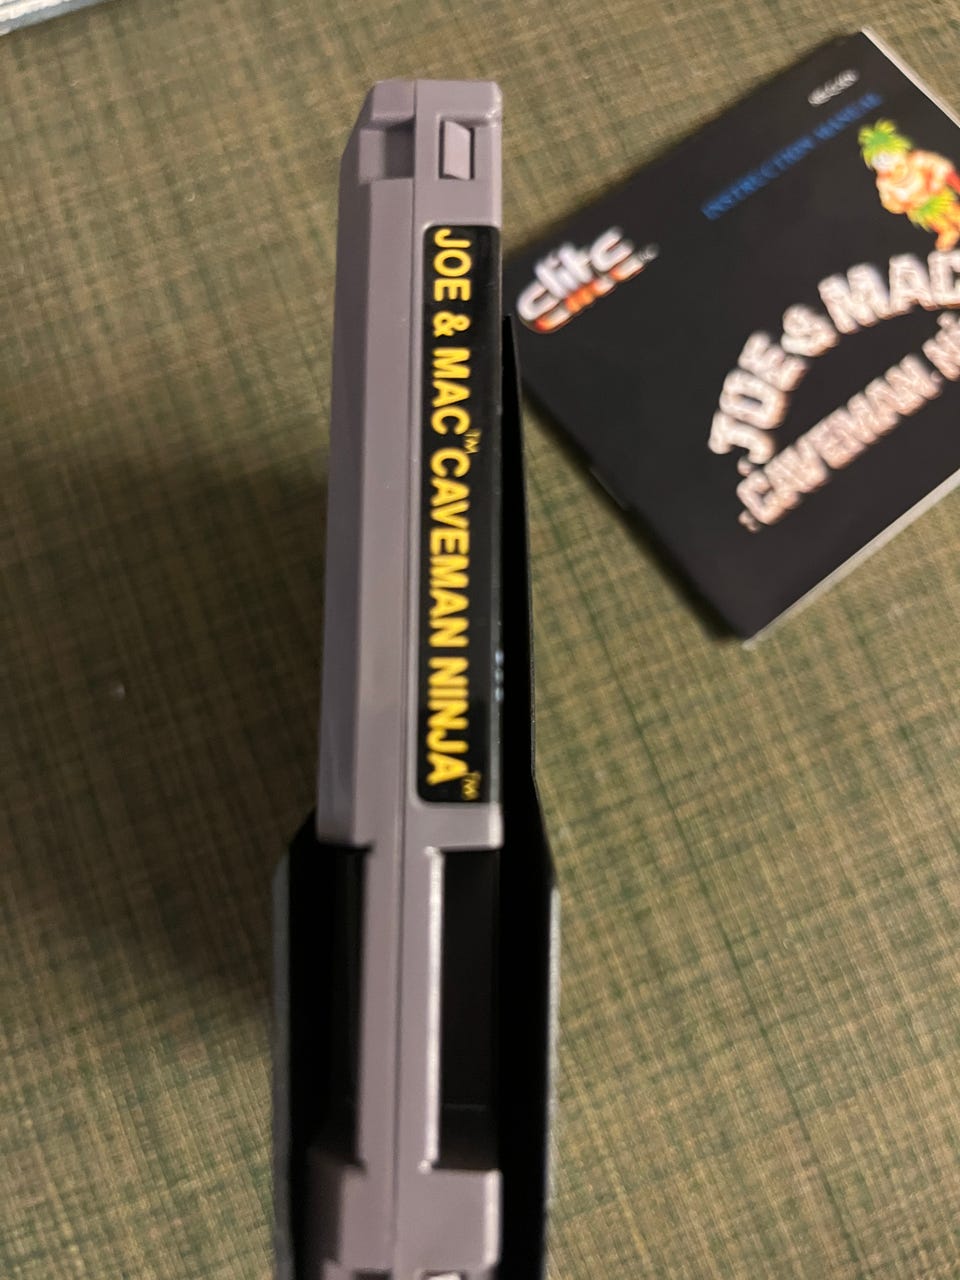 JOE & MAC™ CAVEMAN NINJA™
INSTRUCTION MANUAL
elite
JOE & MAC
CAVEMAN